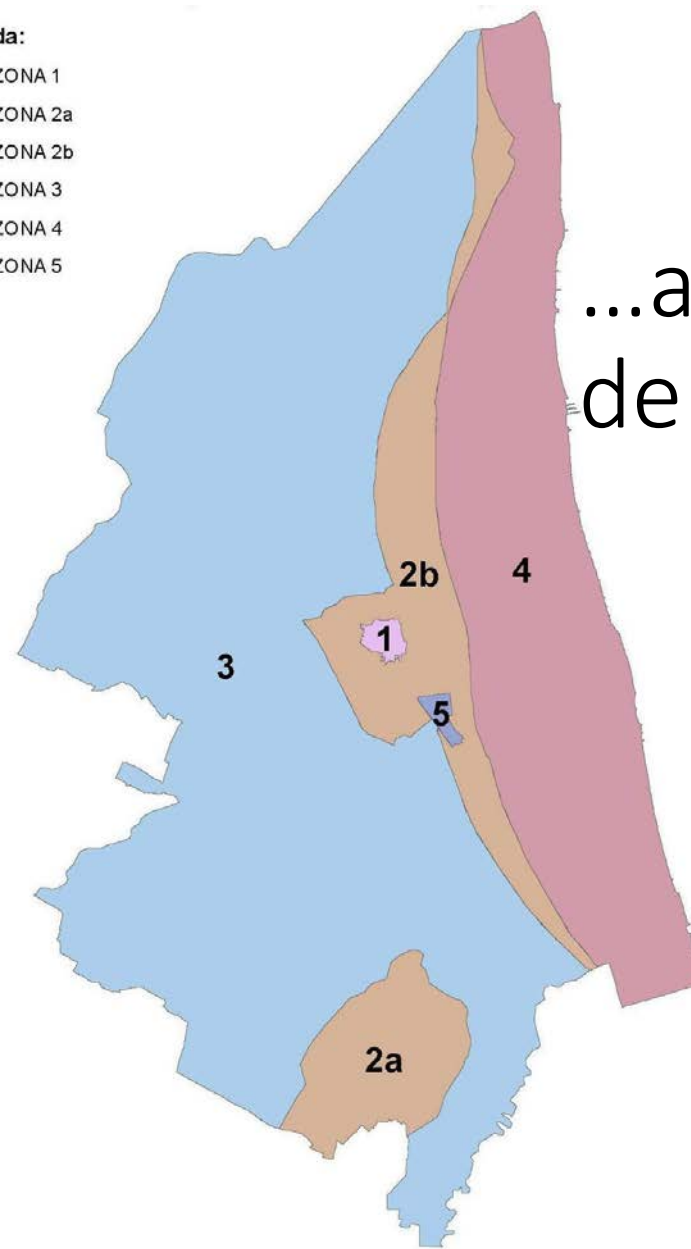 da:
ZONA 1
ZONA 2a
ZONA 2b
ZONA 3
ZONA 4
ZONA 5
...a
de
2b
4
1
3
5
2a